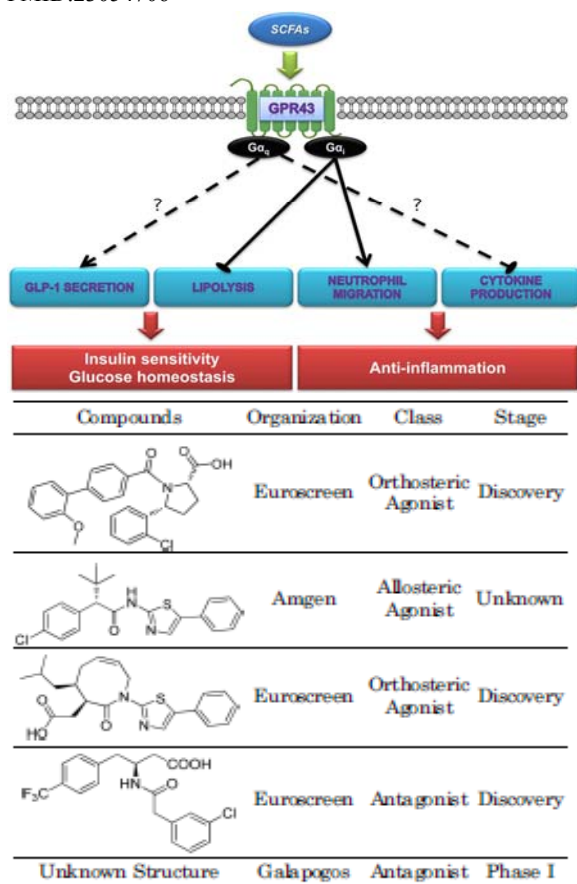 SCFAs
GPR43
Gαq Gαi
? ?
GLP-1 SECRETION LIPOLYSIS NEUTROPHIL MIGRATION CYTOKINE PRODUCTION
Insulin sensitivity
Glucose homeostasis
Anti-inflammation
Compounds Organization Class Stage
O O OH
N
O
Cl
Euroscreen Orthosteric Agonist Discovery
H
N S
Cl O N
Amgen Allosteric Agonist Unknown
S
N
O N
O HO
Euroscreen Orthosteric Agonist Discovery
COOH
F3C HN O
Cl
Euroscreen Antagonist Discovery
Unknown Structure Galapogos Antagonist Phase I